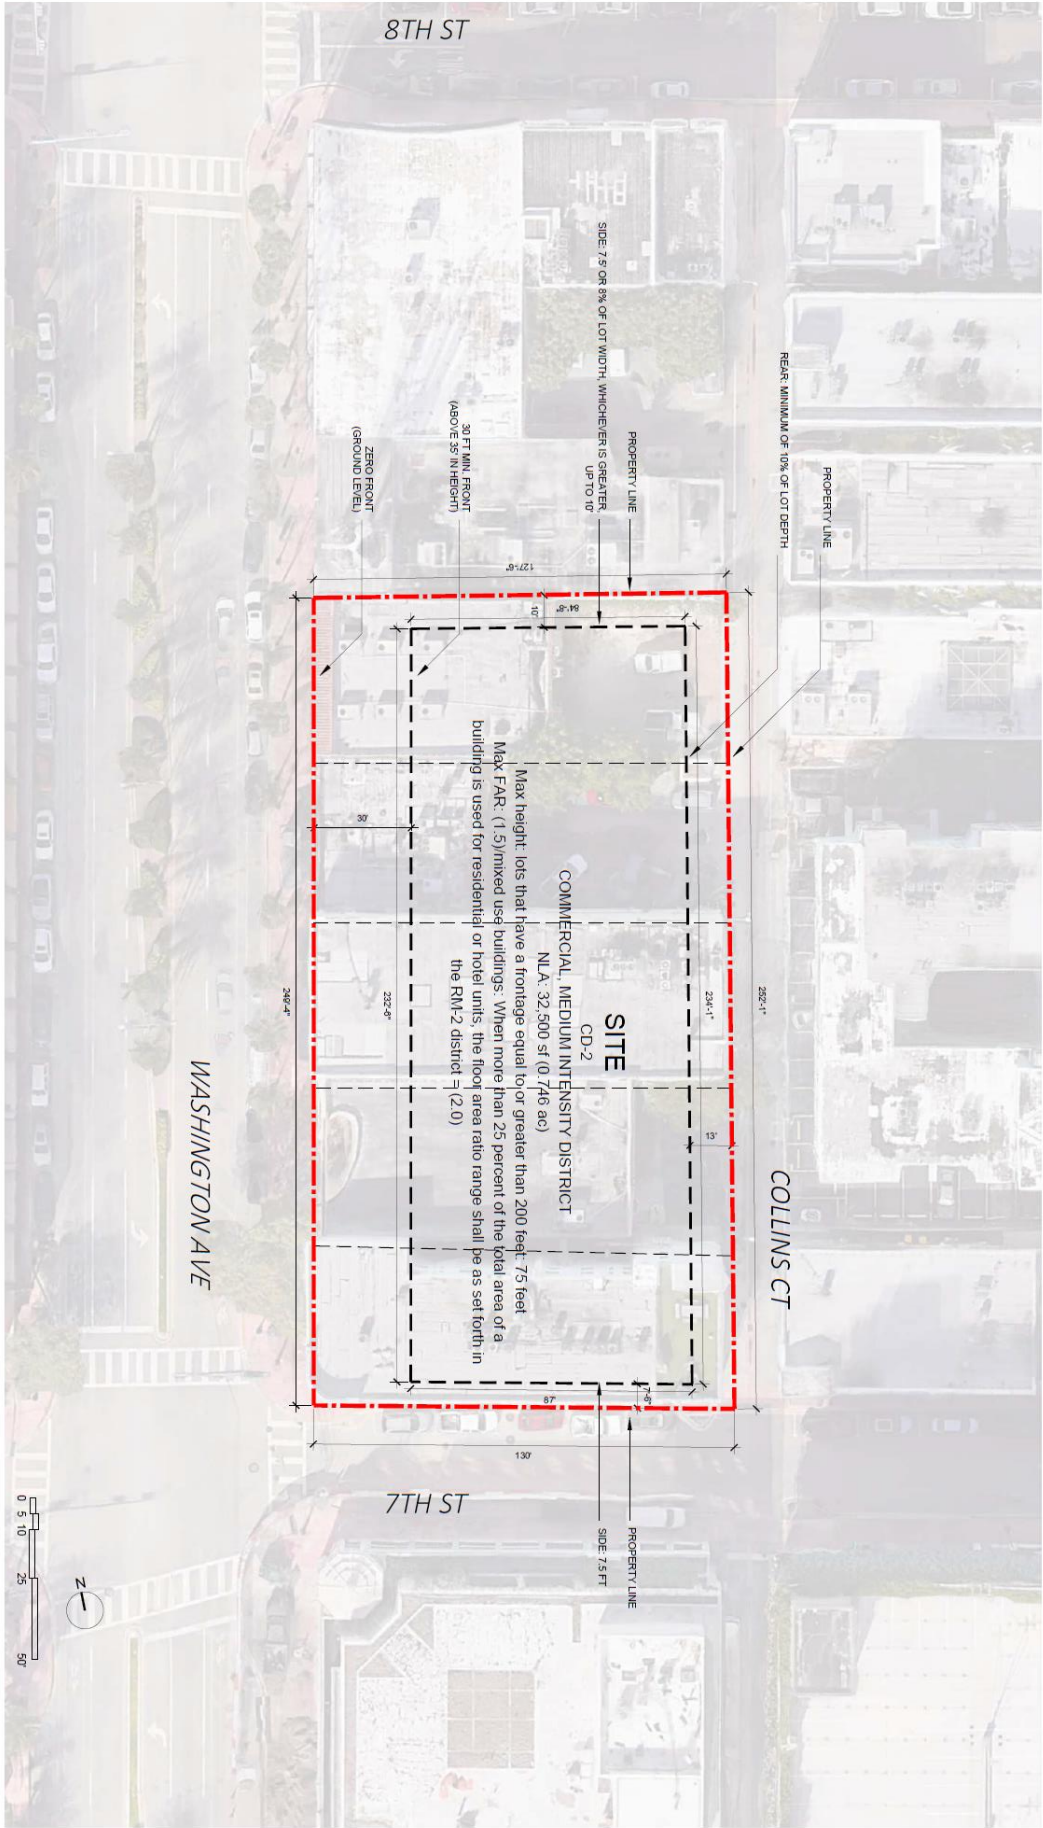 8TH ST
SIDE: 7.5' OR 8% OF LOT WIDTH, WHICHEVER IS GREATER,
UP TO 10'
PROPERTY LINE
REAR: MINIMUM OF 10% OF LOT DEPTH
PROPERTY LINE
30 FT MIN. FRONT
(ABOVE 35' IN HEIGHT)
ZERO FRONT
(GROUND LEVEL)
127'-6"
84'-6"
10'
30'
SITE
CD-2
COMMERCIAL, MEDIUM INTENSITY DISTRICT
NLA: 32,500 sf (0.746 ac)
Max height: lots that have a frontage equal to or greater than 200 feet: 75 feet
Max FAR: (1.5)/mixed use buildings: When more than 25 percent of the total area of a
building is used for residential or hotel units, the floor area ratio range shall be as set forth in
the RM-2 district = (2.0)
252'-1"
234'-1"
232'-6"
249'-4"
13'
COLLINS CT
WASHINGTON AVE
7'-6"
87'
130'
7TH ST
PROPERTY LINE
SIDE: 7.5 FT
N
0 5 10 25 50'